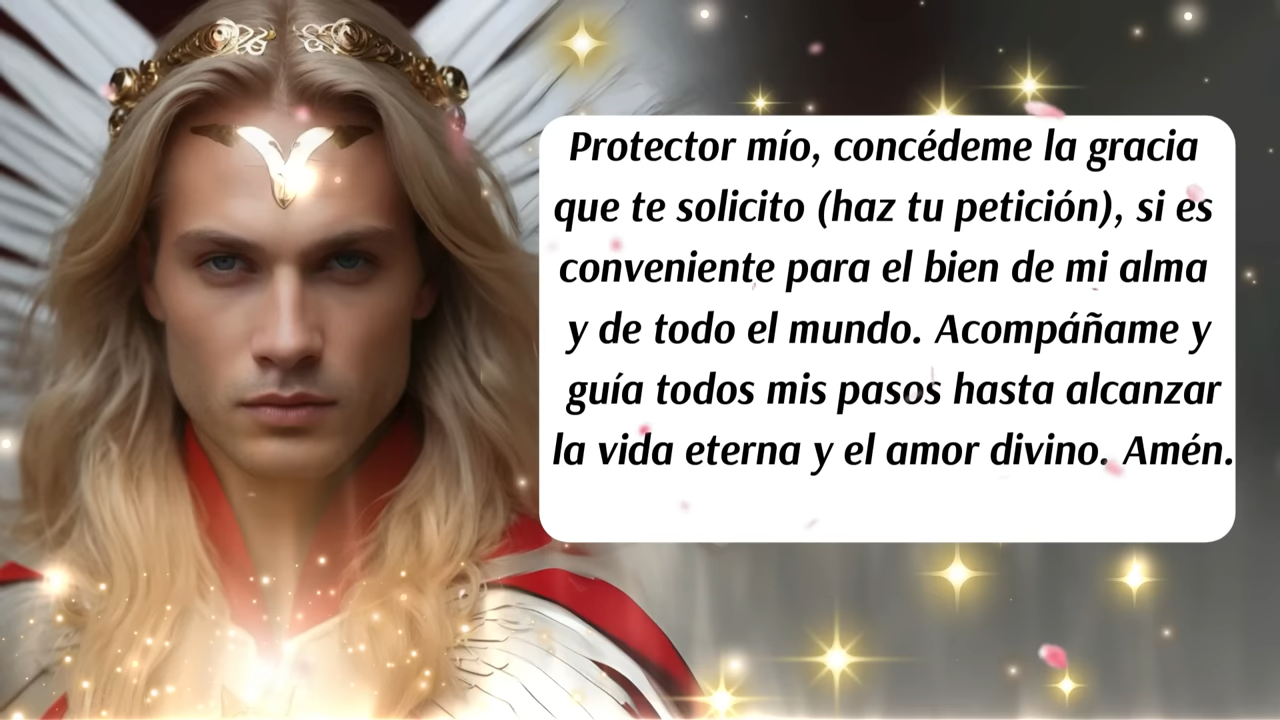 Protector mío, concédeme la gracia
que te solicito (haz tu petición), si es
conveniente para el bien de mi alma
y de todo el mundo. Acompáñame y
guía todos mis pasos hasta alcanzar
la vida eterna y el amor divino. Amén.